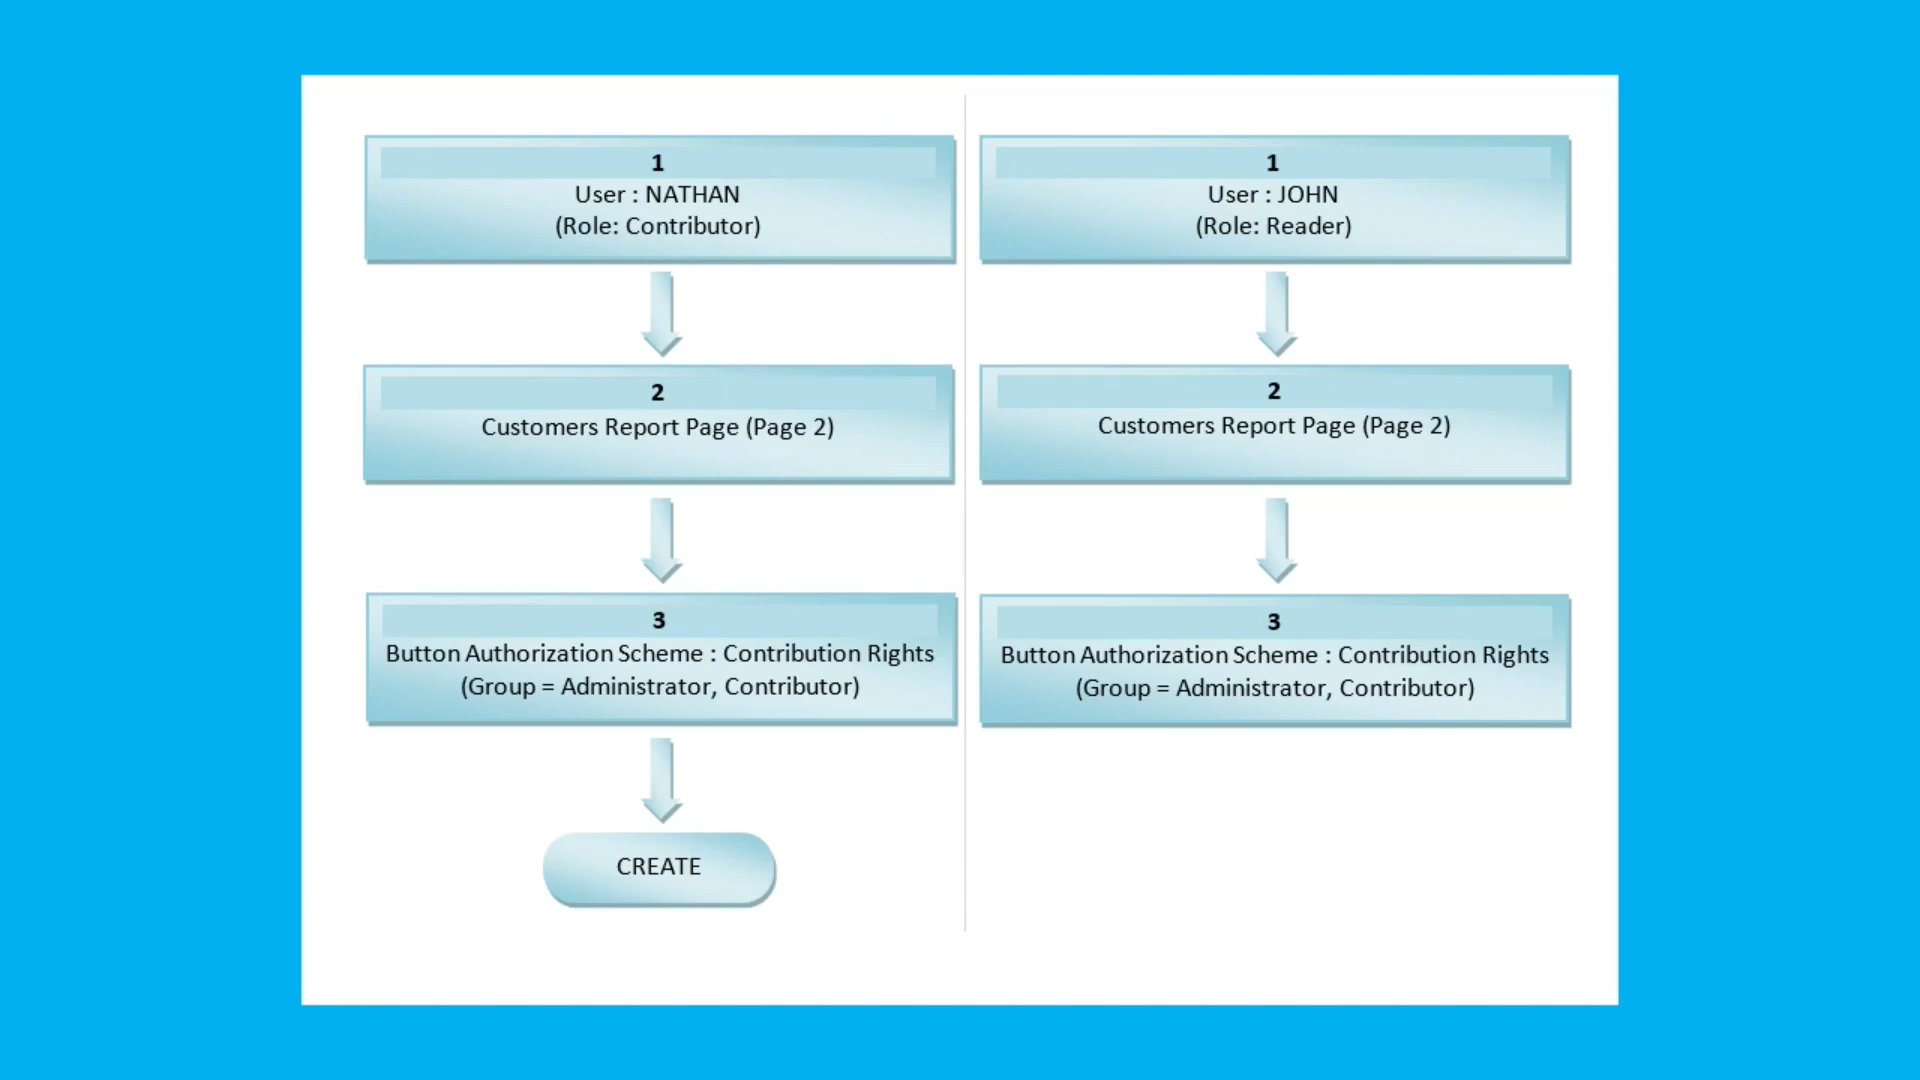 1
User : NATHAN
(Role: Contributor)
2
Customers Report Page (Page 2)
3
Button Authorization Scheme : Contribution Rights
(Group = Administrator, Contributor)
CREATE
1
User : JOHN
(Role: Reader)
2
Customers Report Page (Page 2)
3
Button Authorization Scheme : Contribution Rights
(Group = Administrator, Contributor)